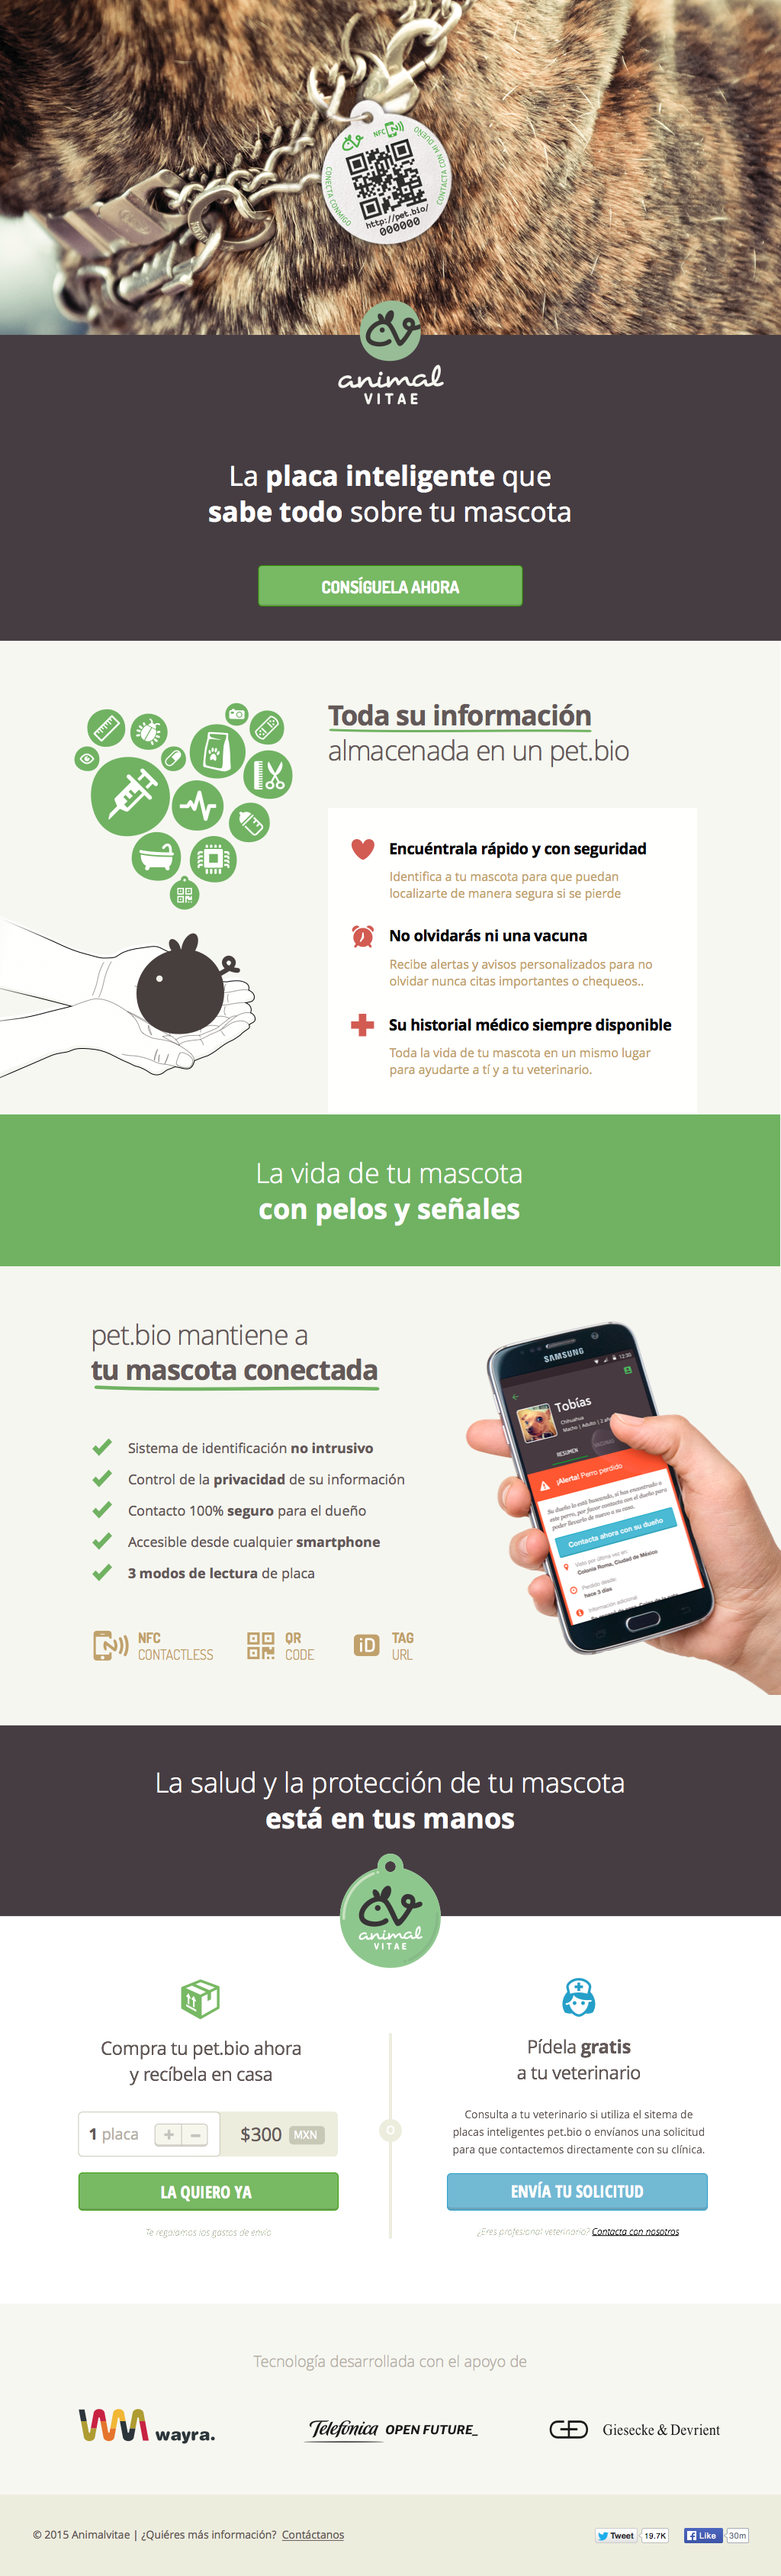 NFC
CONECTA CONMIGO
CONTACTA CON MI DUEÑO
http://pet.bio/
000000
animal
VITAE
La placa inteligente que
sabe todo sobre tu mascota
CONSÍGUELA AHORA
Toda su información
almacenada en un pet.bio
Encuéntrala rápido y con seguridad
Identifica a tu mascota para que puedan
localizarte de manera segura si se pierde
No olvidarás ni una vacuna
Recibe alertas y avisos personalizados para no
olvidar nunca citas importantes o chequeos..
Su historial médico siempre disponible
Toda la vida de tu mascota en un mismo lugar
para ayudarte a tí y a tu veterinario.
La vida de tu mascota
con pelos y señales
pet.bio mantiene a
tu mascota conectada
Sistema de identificación no intrusivo
Control de la privacidad de su información
Contacto 100% seguro para el dueño
Accesible desde cualquier smartphone
3 modos de lectura de placa
NFC
CONTACTLESS
QR
CODE
iD
TAG
URL
SAMSUNG
12:30
Tobías
Chihuahua
Macho | Adulto | 2 años
RESUMEN
VACUNAS
¡Alerta! Perro perdido
Su dueño lo está buscando, si has encontrado a
este perro, por favor contacta con el dueño para
poder llevarlo de nuevo a su casa.
Contacta ahora con su dueño
Visto por última vez en:
Colonia Roma, Ciudad de México
Perdido desde:
hace 3 días
Información adicional
La salud y la protección de tu mascota
está en tus manos
animal
VITAE
Compra tu pet.bio ahora
y recíbela en casa
1 placa
+ −
$300 MXN
LA QUIERO YA
Te regalamos los gastos de envío
O
Pídela gratis
a tu veterinario
Consulta a tu veterinario si utiliza el sitema de
placas inteligentes pet.bio o envíanos una solicitud
para que contactemos directamente con su clínica.
ENVÍA TU SOLICITUD
¿Eres profesional veterinario? Contacta con nosotros
Tecnología desarrollada con el apoyo de
wayra.
Telefónica OPEN FUTURE_
Giesecke & Devrient
© 2015 Animalvitae | ¿Quiéres más información? Contáctanos
Tweet 19.7K
Like 30m